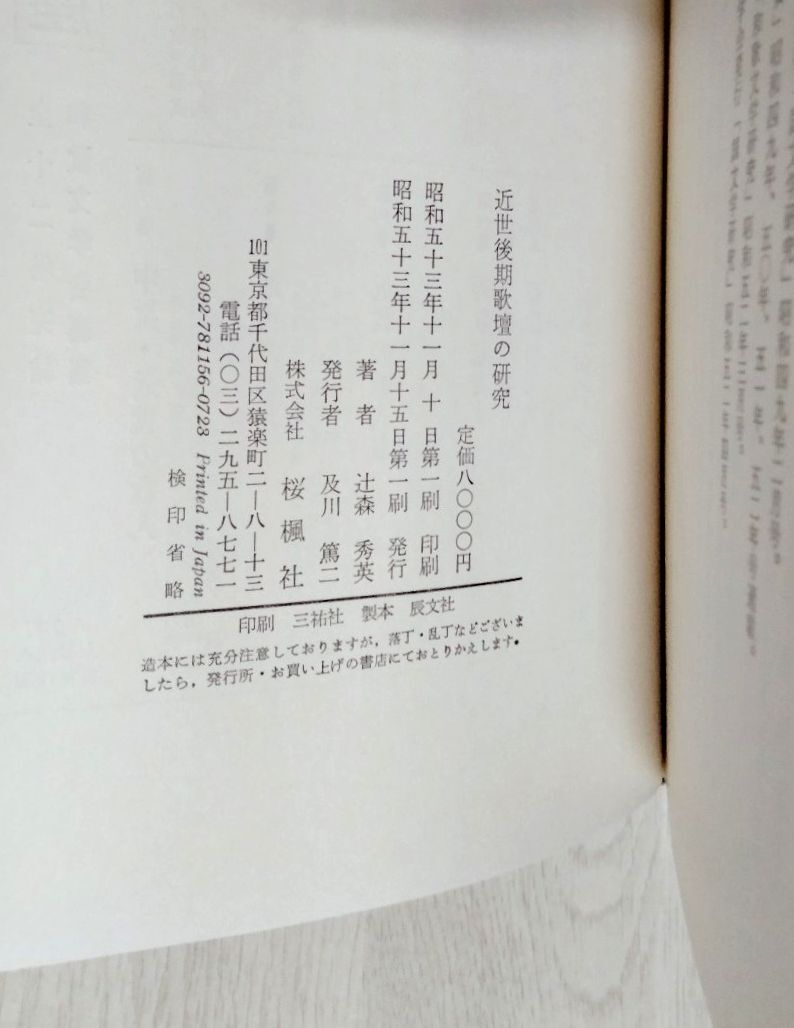 近世後期歌壇の研究
定価八〇〇〇円
昭和五十三年十一月十日第一刷 印刷
昭和五十三年十一月十五日第一刷 発行
著者 辻森秀英
発行者 及川篤二
株式会社 桜楓社
101東京都千代田区猿楽町二―八―十三
電話(〇三)二九五―八七七一
3092-781156-0723 Printed in Japan
検印省略
印刷 三祐社 製本 辰文社
造本には充分注意しておりますが，落丁・乱丁などございま
したら，発行所・お買い上げの書店にておとりかえします。